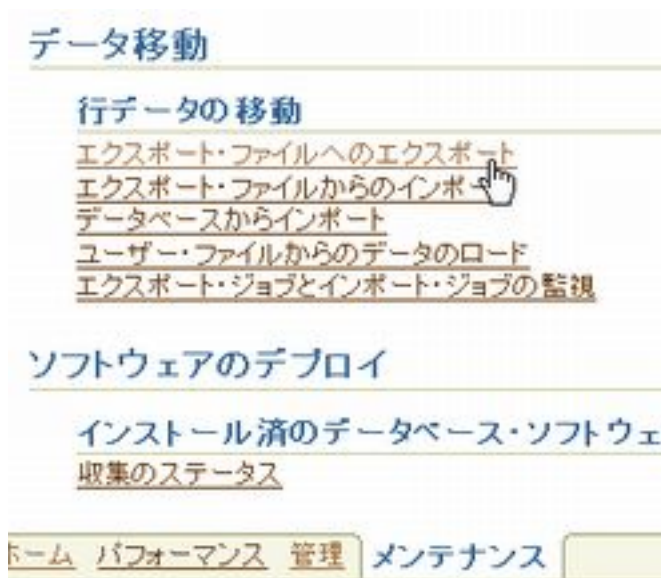 データ移動
行データの移動
エクスポート・ファイルへのエクスポート
エクスポート・ファイルからのインポー
データベースからインポート
ユーザー・ファイルからのデータのロード
エクスポート・ジョブとインポート・ジョブの監視
ソフトウェアのデプロイ
インストール済のデータベース・ソフトウェ
収集のステータス
ホーム パフォーマンス 管理 メンテナンス